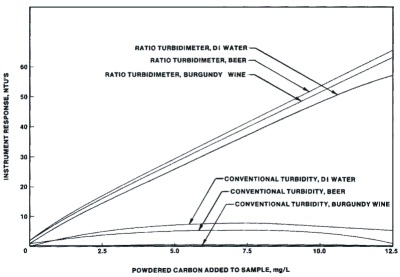 RATIO TURBIDIMETER, DI WATER
RATIO TURBIDIMETER, BEER
RATIO TURBIDIMETER, BURGUNDY WINE
CONVENTIONAL TURBIDITY, DI WATER
CONVENTIONAL TURBIDITY, BEER
CONVENTIONAL TURBIDITY, BURGUNDY WINE
INSTRUMENT RESPONSE, NTU'S
60
50
40
30
20
10
0
2.5
5.0
7.5
10.0
12.5
POWDERED CARBON ADDED TO SAMPLE, mg/L